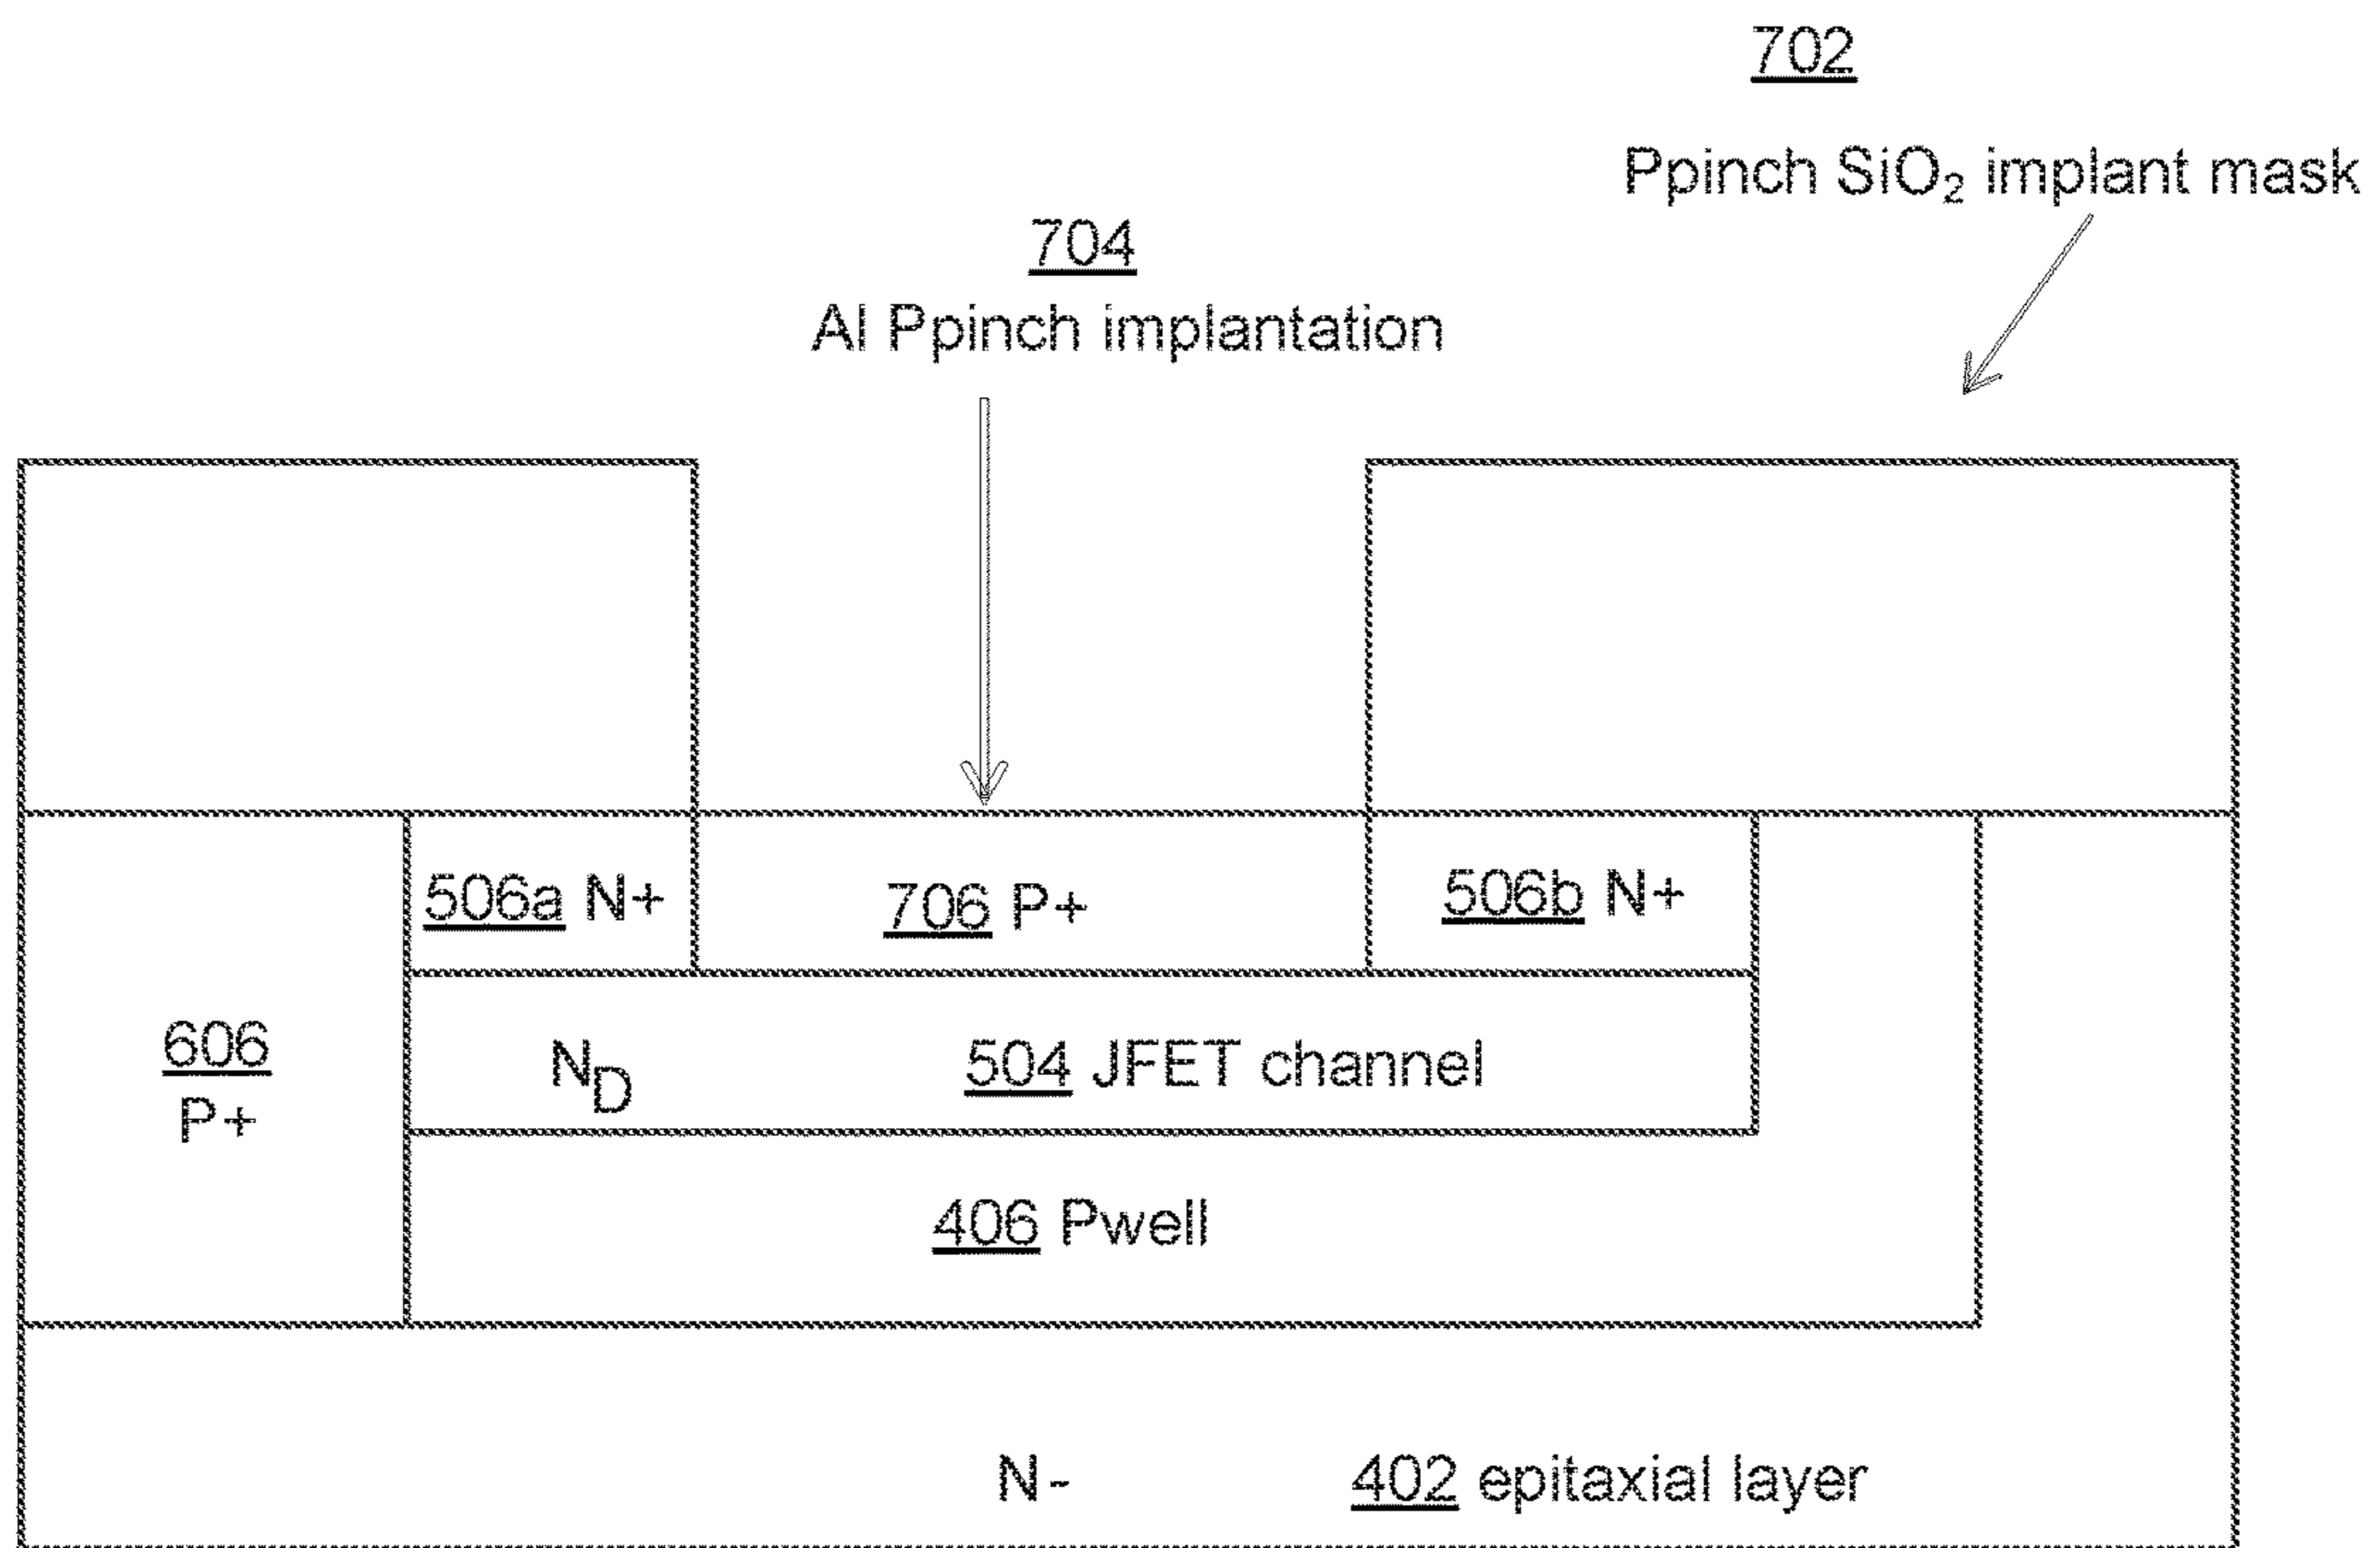 702
Ppinch SiO₂ implant mask
704
Al Ppinch implantation
506a N+
706 P+
506b N+
606
P+
N_D
504 JFET channel
406 Pwell
N-
402 epitaxial layer